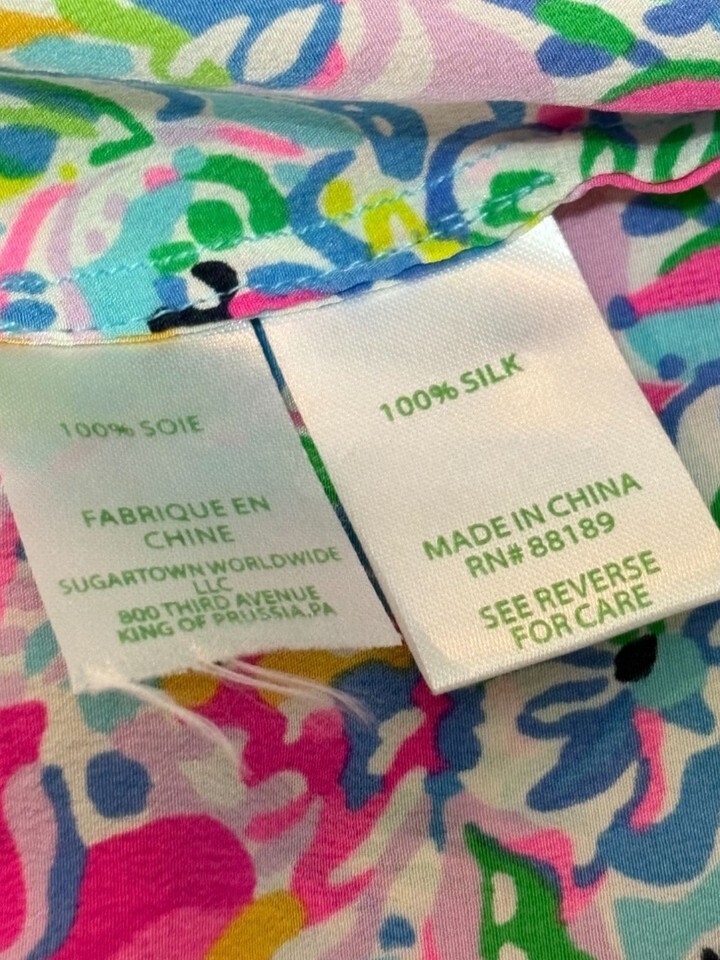 100% SOIE
FABRIQUE EN
CHINE
SUGARTOWN WORLDWIDE
LLC
800 THIRD AVENUE
KING OF PRUSSIA,PA
100% SILK
MADE IN CHINA
RN# 88189
SEE REVERSE
FOR CARE